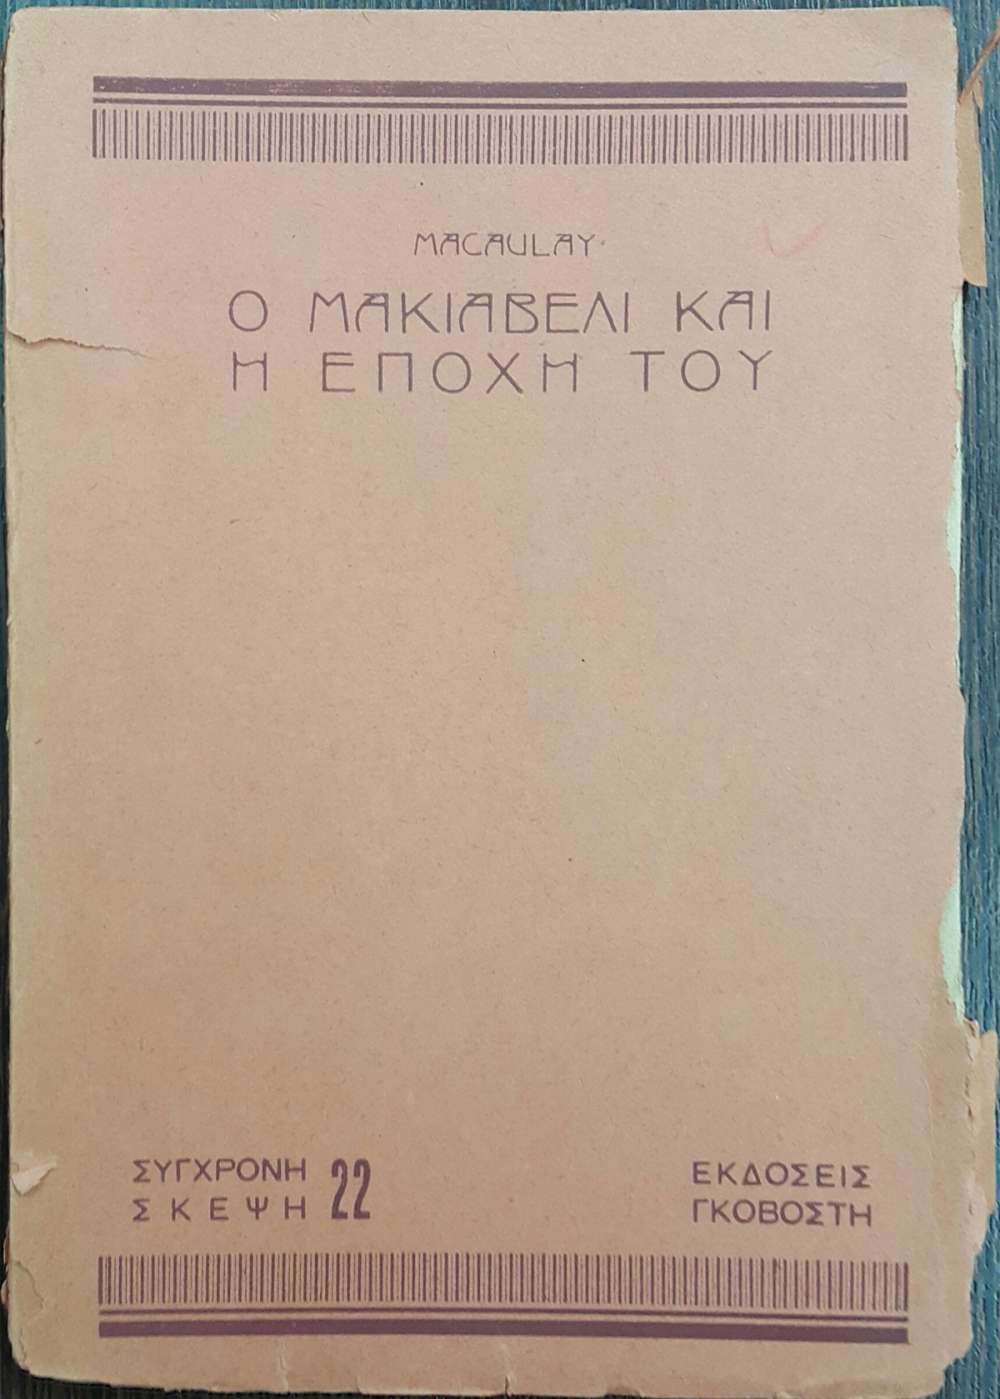 MACAULAY
Ο ΜΑΚΙΑΒΕΛΙ ΚΑΙ
Η ΕΠΟΧΗ ΤΟΥ
ΣΥΓΧΡΟΝΗ
ΣΚΕΨΗ 22
ΕΚΔΟΣΕΙΣ
ΓΚΟΒΟΣΤΗ